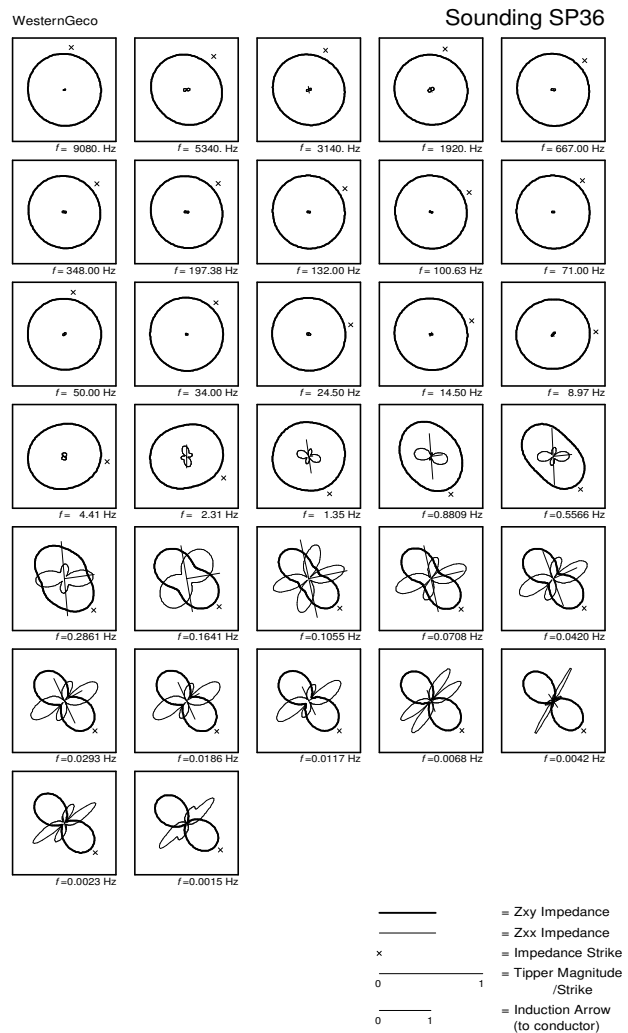 WesternGeco Sounding SP36
f = 9080. Hz f = 5340. Hz f = 3140. Hz f = 1920. Hz f = 667.00 Hz
f = 348.00 Hz f = 197.38 Hz f = 132.00 Hz f = 100.63 Hz f = 71.00 Hz
f = 50.00 Hz f = 34.00 Hz f = 24.50 Hz f = 14.50 Hz f = 8.97 Hz
f = 4.41 Hz f = 2.31 Hz f = 1.35 Hz f=0.8809 Hz f=0.5566 Hz
f=0.2861 Hz f=0.1641 Hz f=0.1055 Hz f=0.0708 Hz f=0.0420 Hz
f=0.0293 Hz f=0.0186 Hz f=0.0117 Hz f=0.0068 Hz f=0.0042 Hz
f=0.0023 Hz f=0.0015 Hz
= Zxy Impedance
= Zxx Impedance
× = Impedance Strike
= Tipper Magnitude
0 1 /Strike
= Induction Arrow
0 1 (to conductor)